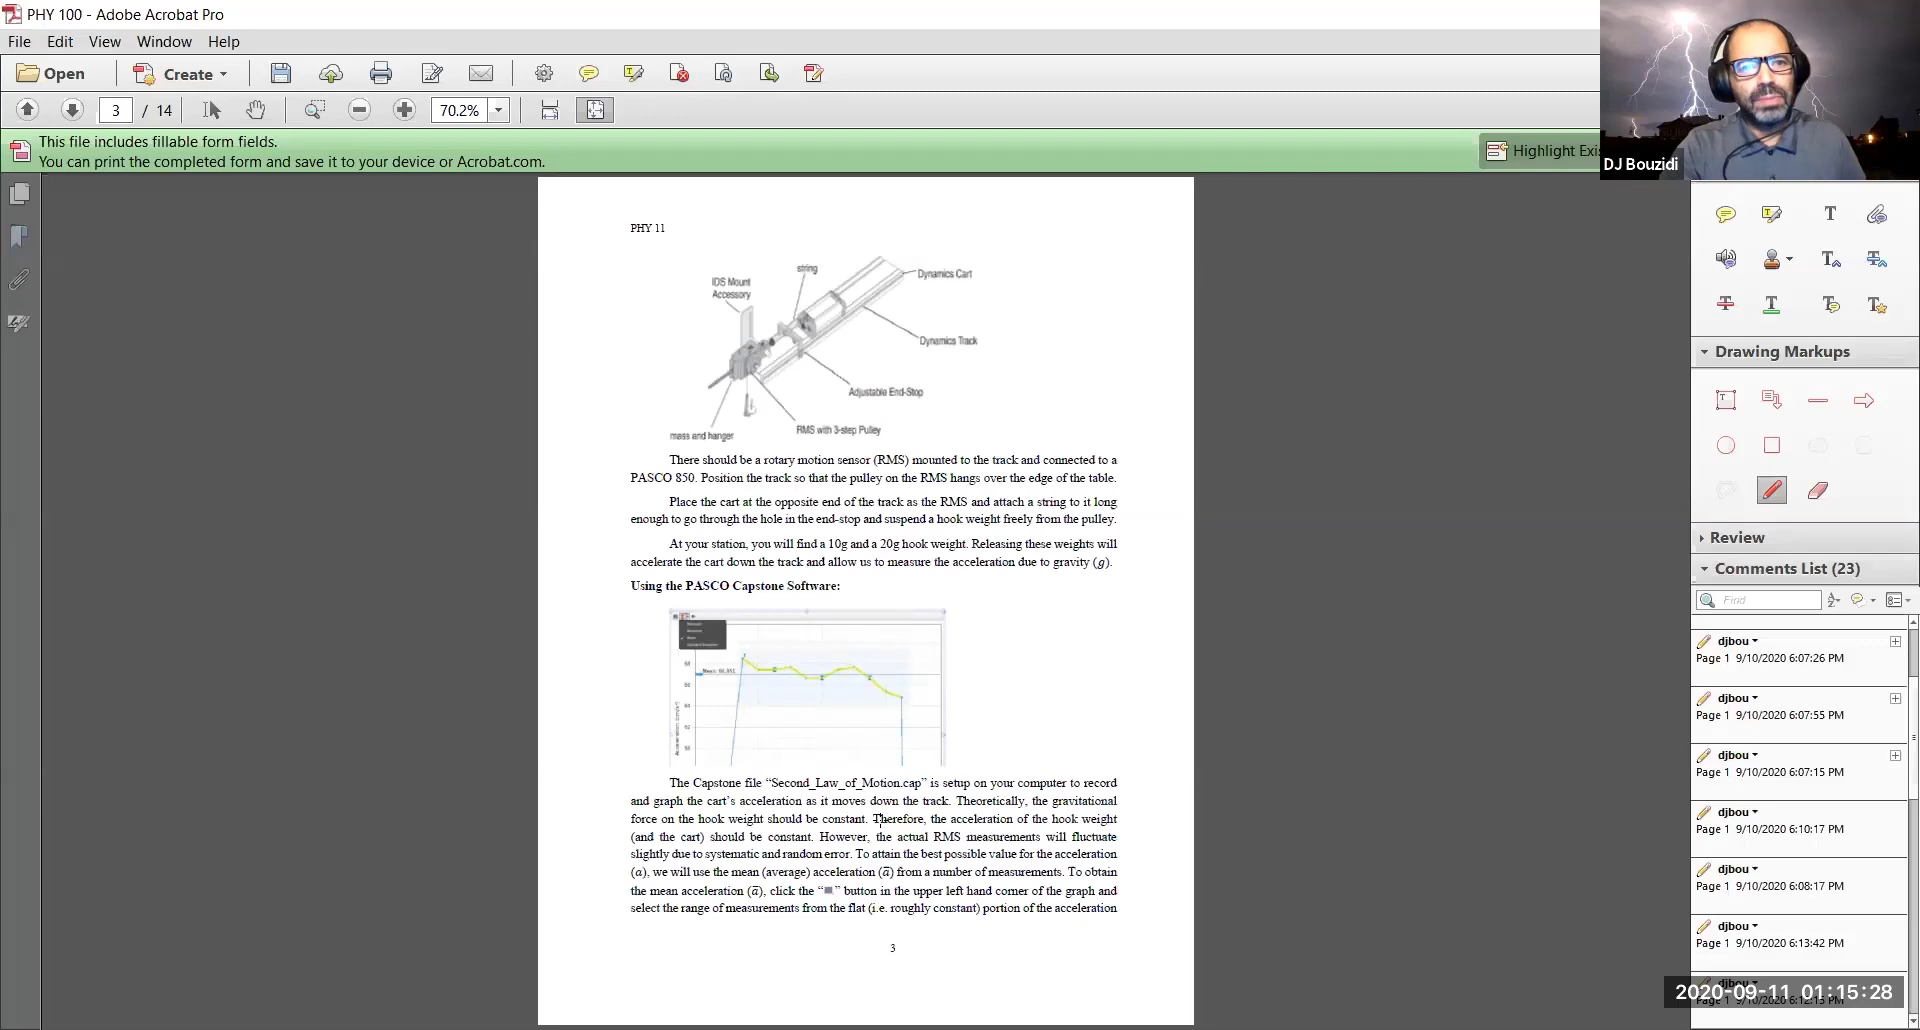 PHY 100 - Adobe Acrobat Pro
File Edit View Window Help
Open Create
3 / 14 70.2%
This file includes fillable form fields.
You can print the completed form and save it to your device or Acrobat.com.
Highlight Exi
DJ Bouzidi
PHY 11
string
Dynamics Cart
IDS Mount
Accessory
Dynamics Track
Adjustable End-Stop
RMS with 3-step Pulley
mass and hanger
There should be a rotary motion sensor (RMS) mounted to the track and connected to a
PASCO 850. Position the track so that the pulley on the RMS hangs over the edge of the table.
Place the cart at the opposite end of the track as the RMS and attach a string to it long
enough to go through the hole in the end-stop and suspend a hook weight freely from the pulley.
At your station, you will find a 10g and a 20g hook weight. Releasing these weights will
accelerate the cart down the track and allow us to measure the acceleration due to gravity (g).
Using the PASCO Capstone Software:
The Capstone file “Second_Law_of_Motion.cap” is setup on your computer to record
and graph the cart’s acceleration as it moves down the track. Theoretically, the gravitational
force on the hook weight should be constant. Therefore, the acceleration of the hook weight
(and the cart) should be constant. However, the actual RMS measurements will fluctuate
slightly due to systematic and random error. To attain the best possible value for the acceleration
(a), we will use the mean (average) acceleration (a̅) from a number of measurements. To obtain
the mean acceleration (a̅), click the “ ” button in the upper left hand corner of the graph and
select the range of measurements from the flat (i.e. roughly constant) portion of the acceleration
3
Drawing Markups
Review
Comments List (23)
Find
djbou
Page 1 9/10/2020 6:07:26 PM
djbou
Page 1 9/10/2020 6:07:55 PM
djbou
Page 1 9/10/2020 6:07:15 PM
djbou
Page 1 9/10/2020 6:10:17 PM
djbou
Page 1 9/10/2020 6:08:17 PM
djbou
Page 1 9/10/2020 6:13:42 PM
2020-09-11 01:15:28